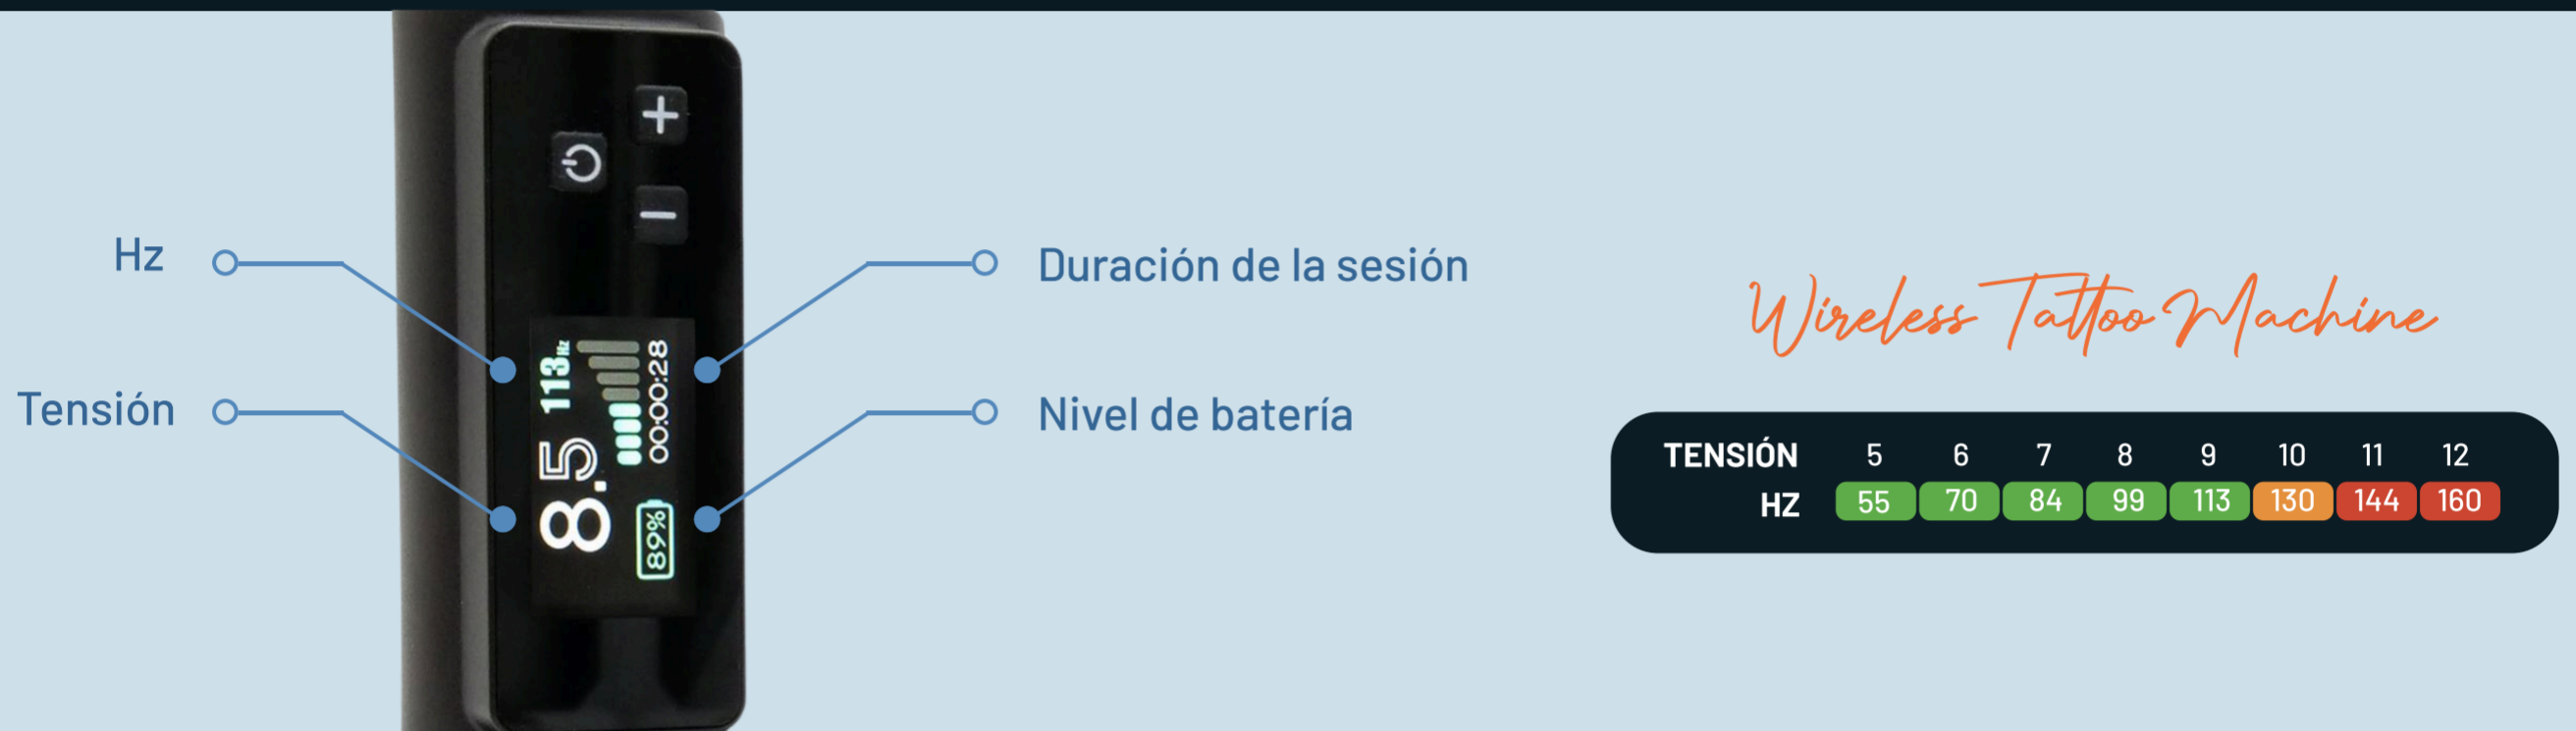 Hz
Tensión
113Hz
8.5
00:00:28
89%
Duración de la sesión
Nivel de batería
Wireless Tattoo Machine
TENSIÓN 5 6 7 8 9 10 11 12
HZ 55 70 84 99 113 130 144 160